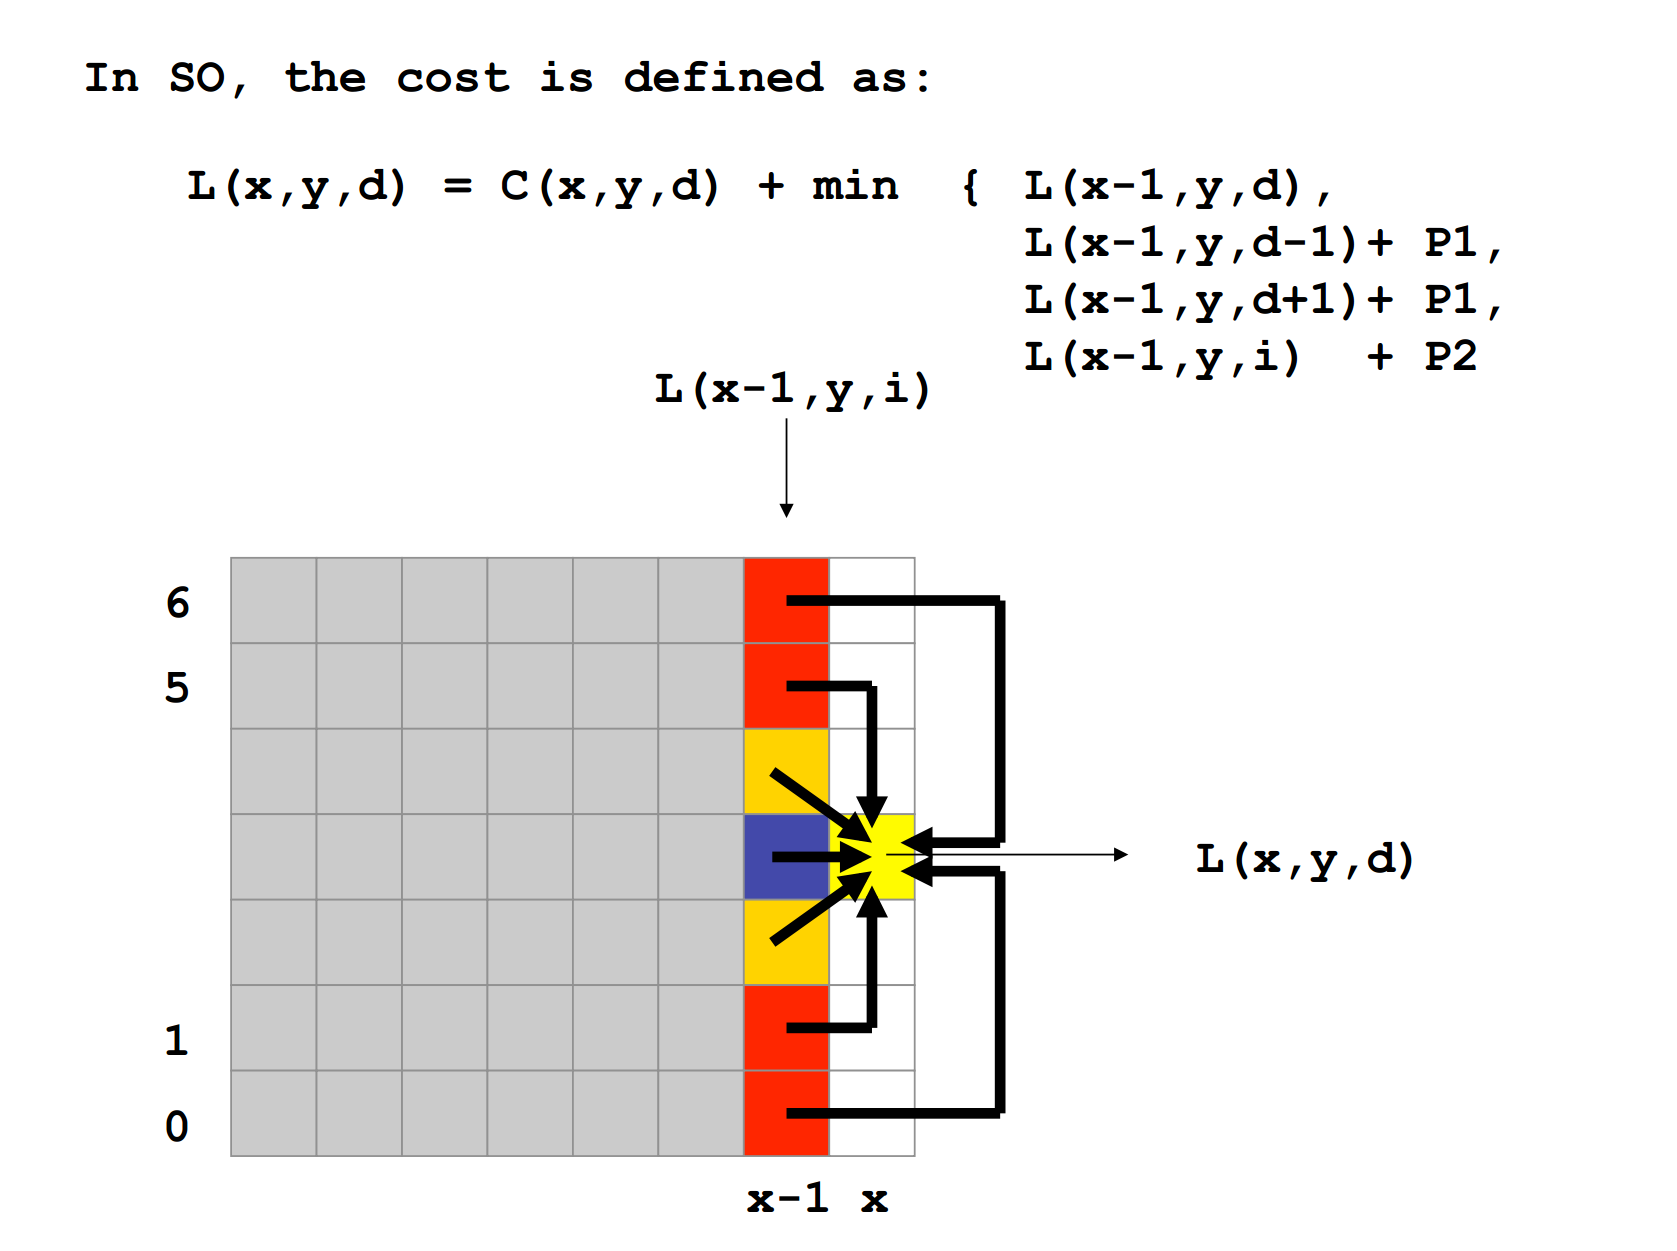 In SO, the cost is defined as:
L(x,y,d) = C(x,y,d) + min { L(x-1,y,d),
L(x-1,y,d-1)+ P1,
L(x-1,y,d+1)+ P1,
L(x-1,y,i) + P2
L(x-1,y,i)
6
5
L(x,y,d)
1
0
x-1 x